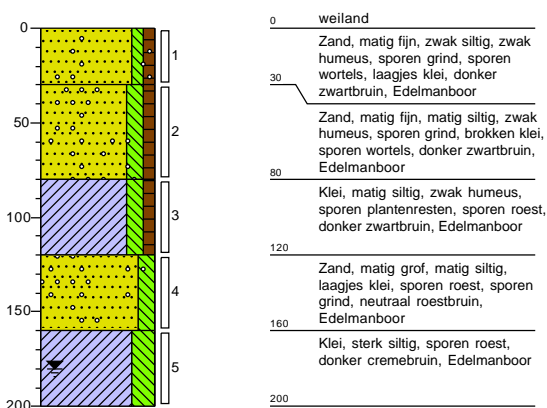 0
50
100
150
200
1
2
3
4
5
0
weiland
Zand, matig fijn, zwak siltig, zwak
humeus, sporen grind, sporen
wortels, laagjes klei, donker
zwartbruin, Edelmanboor
30
Zand, matig fijn, matig siltig, zwak
humeus, sporen grind, brokken klei,
sporen wortels, donker zwartbruin,
Edelmanboor
80
Klei, matig siltig, zwak humeus,
sporen plantenresten, sporen roest,
donker zwartbruin, Edelmanboor
120
Zand, matig grof, matig siltig,
laagjes klei, sporen roest, sporen
grind, neutraal roestbruin,
Edelmanboor
160
Klei, sterk siltig, sporen roest,
donker cremebruin, Edelmanboor
200